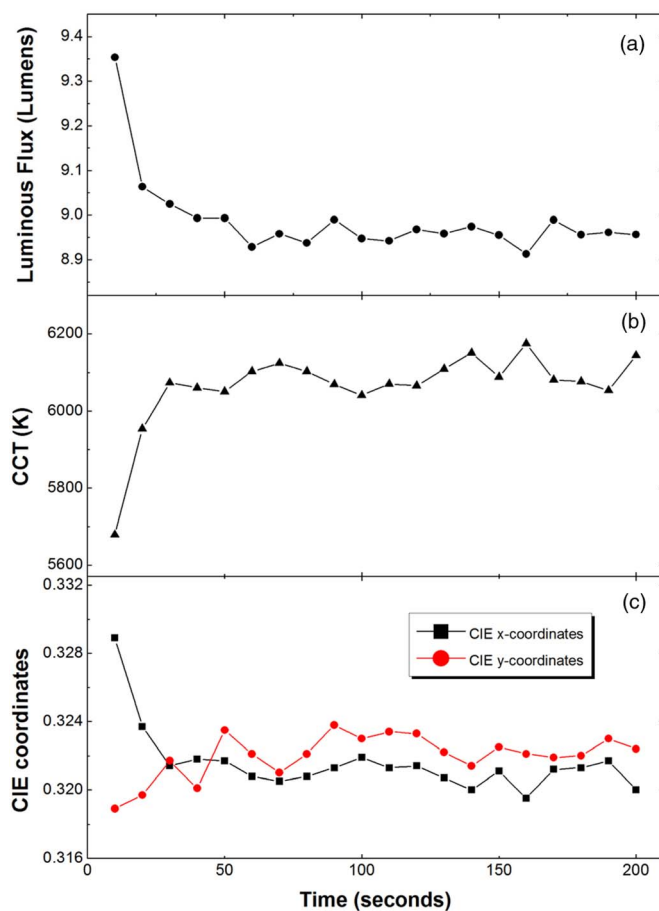 (a)
Luminous Flux (Lumens)
9.4
9.3
9.2
9.1
9.0
8.9
(b)
CCT (K)
6200
6000
5800
5600
(c)
CIE coordinates
0.332
0.328
0.324
0.320
0.316
CIE x-coordinates
CIE y-coordinates
0
50
100
150
200
Time (seconds)